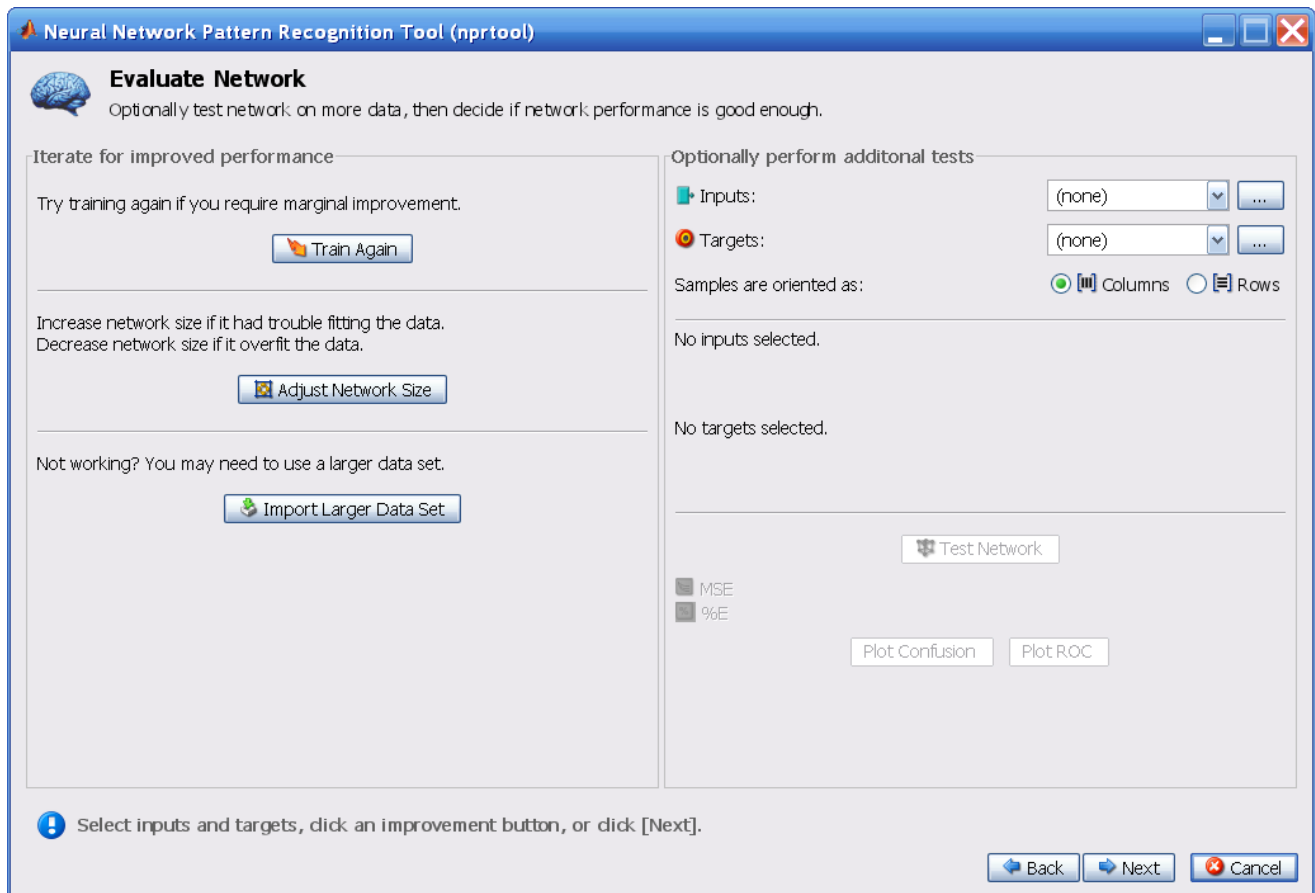 Neural Network Pattern Recognition Tool (nprtool)
Evaluate Network
Optionally test network on more data, then decide if network performance is good enough.
Iterate for improved performance
Try training again if you require marginal improvement.
Train Again
Increase network size if it had trouble fitting the data.
Decrease network size if it overfit the data.
Adjust Network Size
Not working? You may need to use a larger data set.
Import Larger Data Set
Optionally perform additonal tests
Inputs: (none) ...
Targets: (none) ...
Samples are oriented as: Columns Rows
No inputs selected.
No targets selected.
Test Network
MSE
%E
Plot Confusion Plot ROC
Select inputs and targets, click an improvement button, or click [Next].
Back Next Cancel